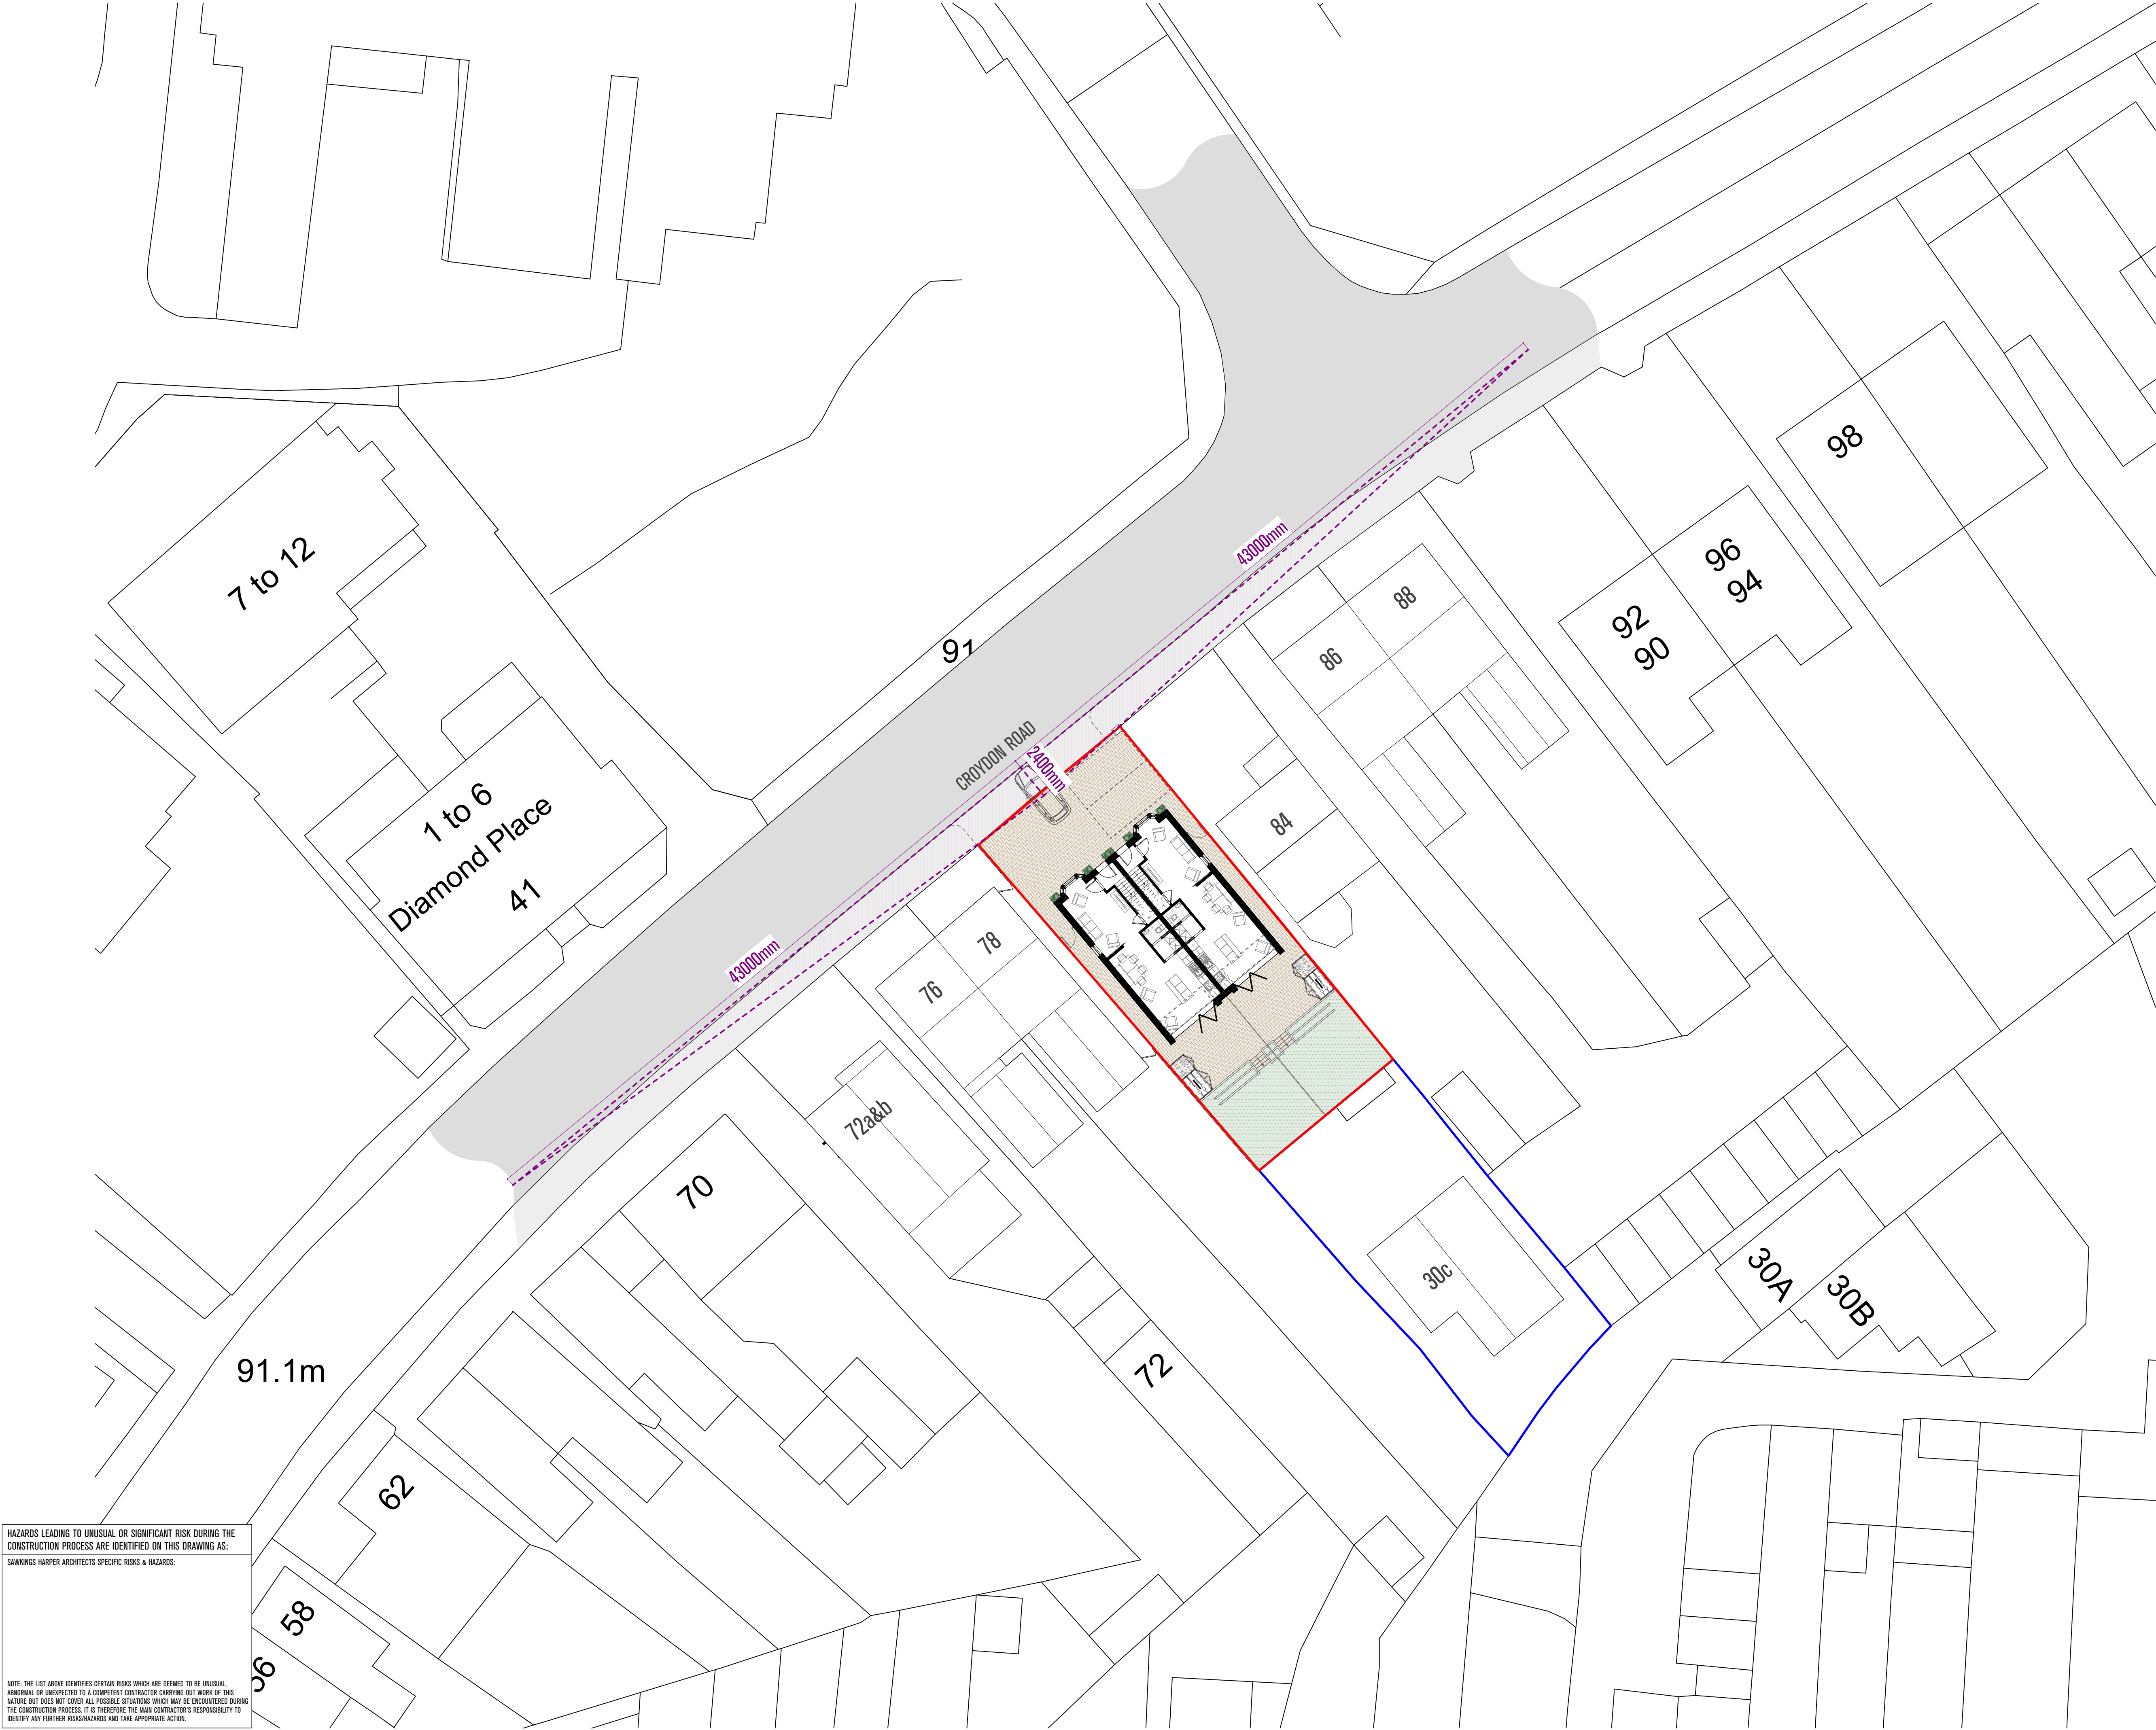 98
7 to 12
96
94
92
90
88
86
91
43000mm
CROYDON ROAD
2400mm
1 to 6
Diamond Place
41
84
78
76
43000mm
72a&b
70
30c
30A
30B
72
91.1m
62
58
HAZARDS LEADING TO UNUSUAL OR SIGNIFICANT RISK DURING THE
CONSTRUCTION PROCESS ARE IDENTIFIED ON THIS DRAWING AS:
SAWKINGS HARPER ARCHITECTS SPECIFIC RISKS & HAZARDS:
NOTE: THE LIST ABOVE IDENTIFIES CERTAIN RISKS WHICH ARE DEEMED TO BE UNUSUAL,
ABNORMAL OR UNEXPECTED TO A COMPETENT CONTRACTOR CARRYING OUT WORK OF THIS
NATURE BUT DOES NOT COVER ALL POSSIBLE SITUATIONS WHICH MAY BE ENCOUNTERED DURING
THE CONSTRUCTION PROCESS. IT IS THEREFORE THE MAIN CONTRACTOR'S RESPONSIBILITY TO
IDENTIFY ANY FURTHER RISKS/HAZARDS AND TAKE APPOPRIATE ACTION.
56